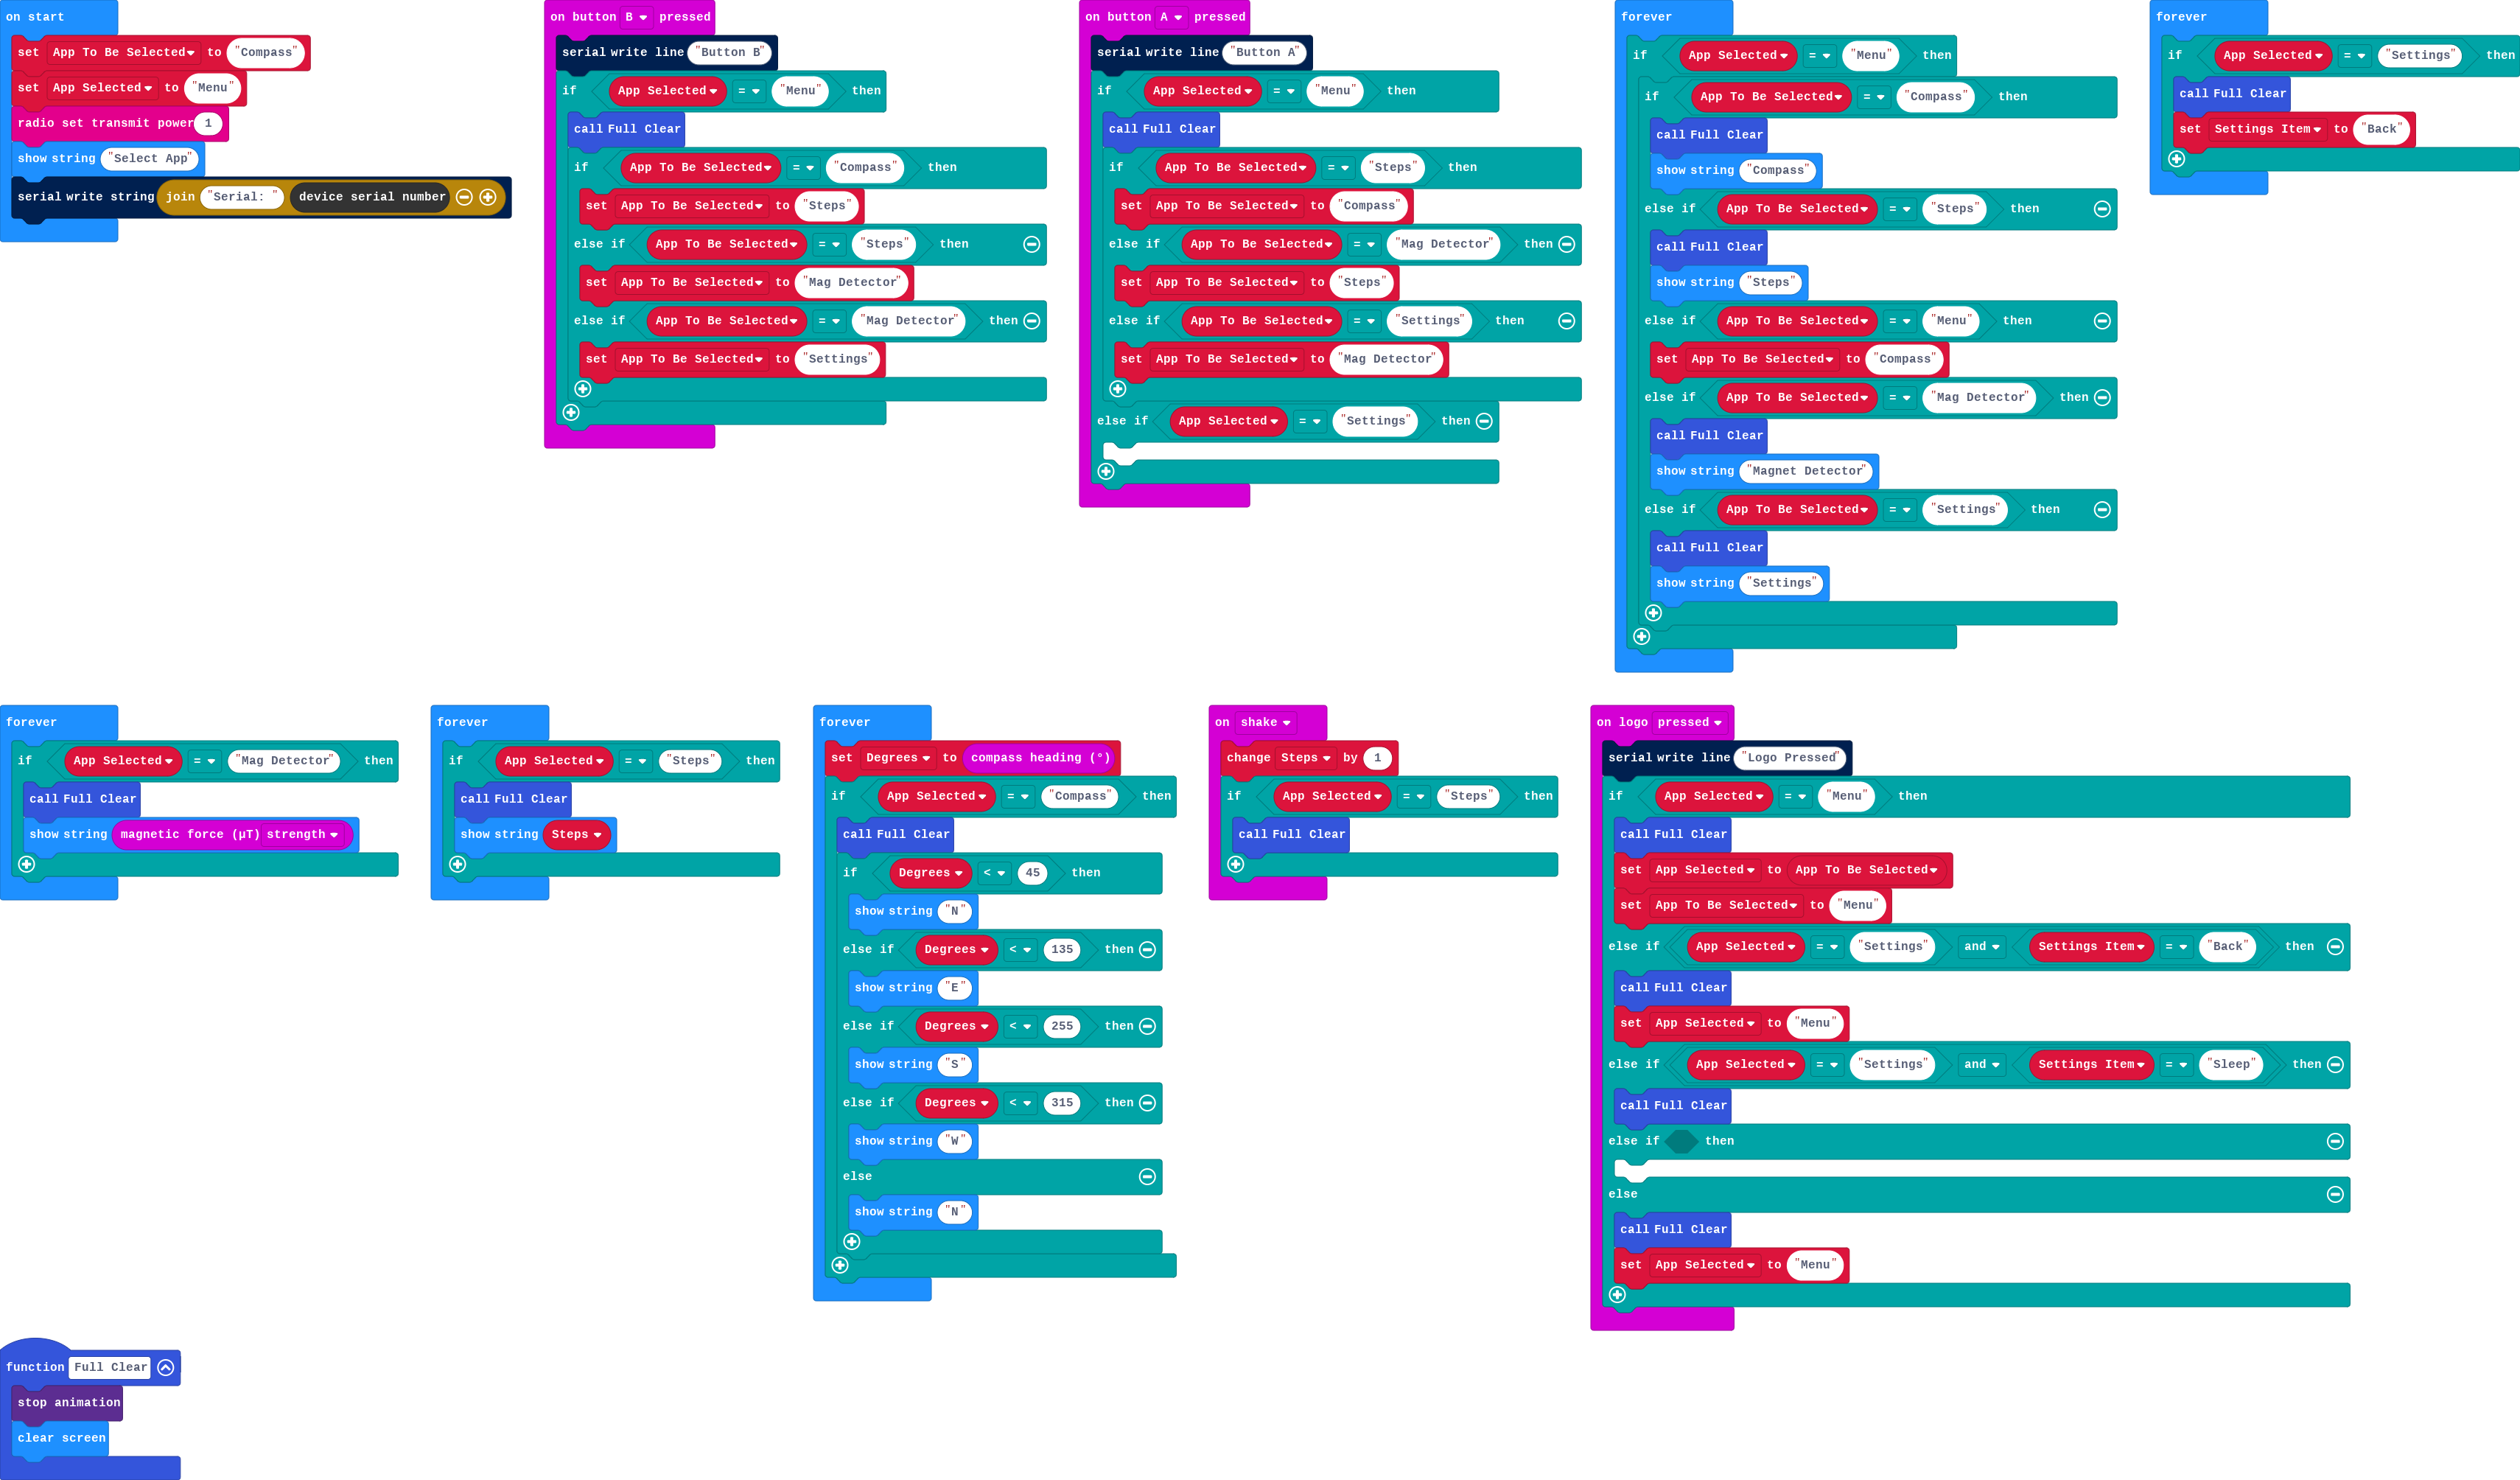 on start
set App To Be Selected to "Compass"
set App Selected to "Menu"
radio set transmit power 1
show string "Select App"
serial write string join "Serial: " device serial number
on button B pressed
serial write line "Button B"
if App Selected = "Menu" then
call Full Clear
if App To Be Selected = "Compass" then
set App To Be Selected to "Steps"
else if App To Be Selected = "Steps" then
set App To Be Selected to "Mag Detector"
else if App To Be Selected = "Mag Detector" then
set App To Be Selected to "Settings"
on button A pressed
serial write line "Button A"
if App Selected = "Menu" then
call Full Clear
if App To Be Selected = "Steps" then
set App To Be Selected to "Compass"
else if App To Be Selected = "Mag Detector" then
set App To Be Selected to "Steps"
else if App To Be Selected = "Settings" then
set App To Be Selected to "Mag Detector"
else if App Selected = "Settings" then
forever
if App Selected = "Menu" then
if App To Be Selected = "Compass" then
call Full Clear
show string "Compass"
else if App To Be Selected = "Steps" then
call Full Clear
show string "Steps"
else if App To Be Selected = "Menu" then
set App To Be Selected to "Compass"
else if App To Be Selected = "Mag Detector" then
call Full Clear
show string "Magnet Detector"
else if App To Be Selected = "Settings" then
call Full Clear
show string "Settings"
forever
if App Selected = "Settings" then
call Full Clear
set Settings Item to "Back"
forever
if App Selected = "Mag Detector" then
call Full Clear
show string magnetic force (µT) strength
forever
if App Selected = "Steps" then
call Full Clear
show string Steps
forever
set Degrees to compass heading (°)
if App Selected = "Compass" then
call Full Clear
if Degrees < 45 then
show string "N"
else if Degrees < 135 then
show string "E"
else if Degrees < 255 then
show string "S"
else if Degrees < 315 then
show string "W"
else
show string "N"
on shake
change Steps by 1
if App Selected = "Steps" then
call Full Clear
on logo pressed
serial write line "Logo Pressed"
if App Selected = "Menu" then
call Full Clear
set App Selected to App To Be Selected
set App To Be Selected to "Menu"
else if App Selected = "Settings" and Settings Item = "Back" then
call Full Clear
set App Selected to "Menu"
else if App Selected = "Settings" and Settings Item = "Sleep" then
call Full Clear
else if then
else
call Full Clear
set App Selected to "Menu"
function Full Clear
stop animation
clear screen